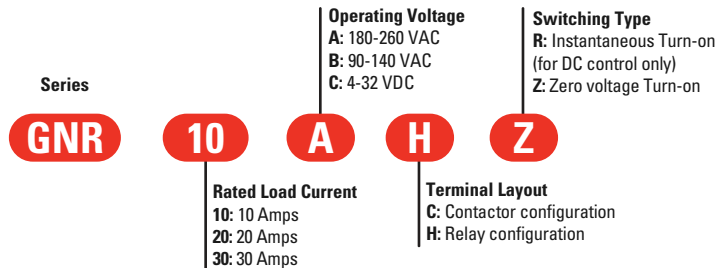 Operating Voltage
A: 180-260 VAC
B: 90-140 VAC
C: 4-32 VDC
Switching Type
R: Instantaneous Turn-on
(for DC control only)
Z: Zero voltage Turn-on
Series
GNR 10 A H Z
Rated Load Current
10: 10 Amps
20: 20 Amps
30: 30 Amps
Terminal Layout
C: Contactor configuration
H: Relay configuration